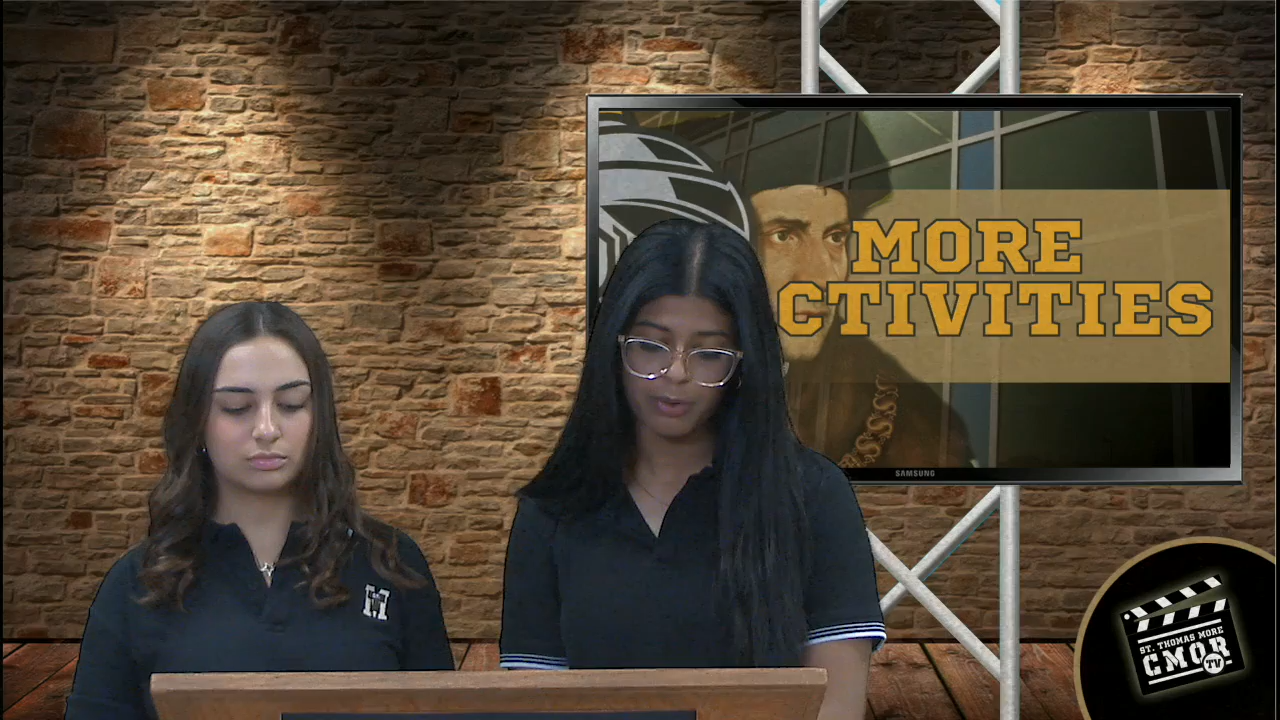 MORE
CTIVITIES
SAMSUNG
M
ST. THOMAS MORE
CMOR
TV